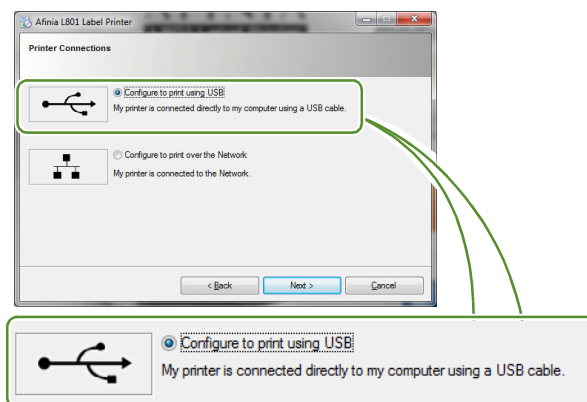 Afinia L801 Label Printer
Printer Connections
Configure to print using USB
My printer is connected directly to my computer using a USB cable.
Configure to print over the Network
My printer is connected to the Network.
< Back Next > Cancel
Configure to print using USB
My printer is connected directly to my computer using a USB cable.